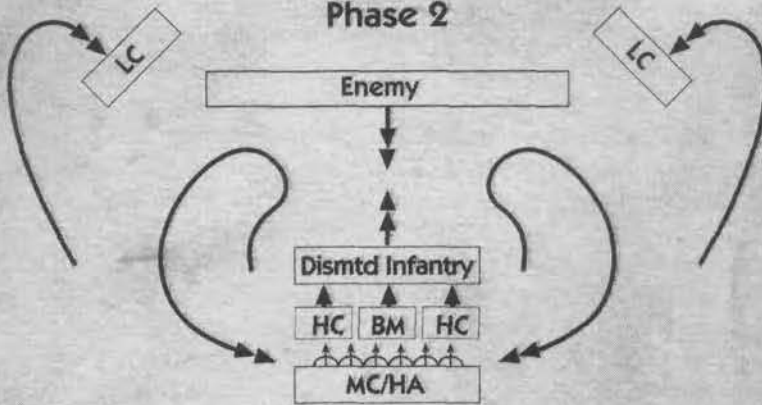 Phase 2
LC
LC
Enemy
Dismtd Infantry
HC
BM
HC
MC/HA